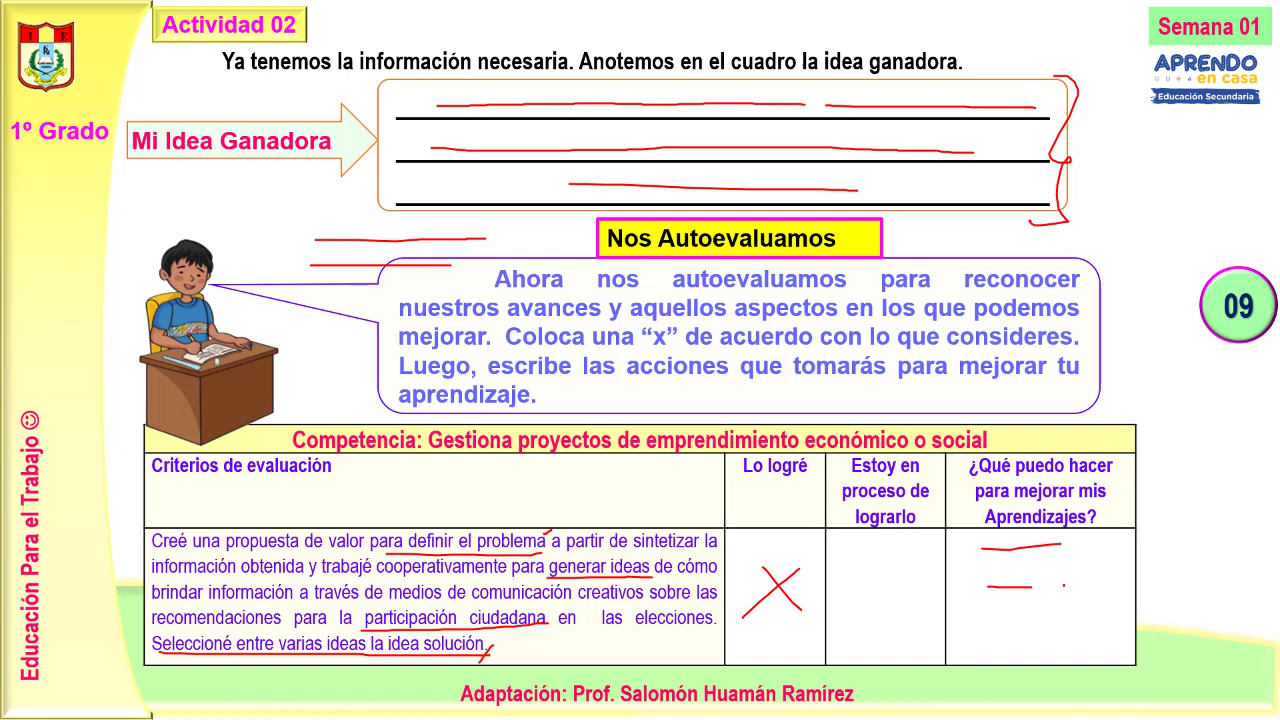 Actividad 02
Semana 01
Ya tenemos la información necesaria. Anotemos en el cuadro la idea ganadora.
APRENDO
en casa
Educación Secundaria
I E
1º Grado
Mi Idea Ganadora
Nos Autoevaluamos
Ahora nos autoevaluamos para reconocer
nuestros avances y aquellos aspectos en los que podemos
mejorar. Coloca una “x” de acuerdo con lo que consideres.
Luego, escribe las acciones que tomarás para mejorar tu
aprendizaje.
09
Educación Para el Trabajo ☺
Competencia: Gestiona proyectos de emprendimiento económico o social
Criterios de evaluación
Lo logré
Estoy en
proceso de
lograrlo
¿Qué puedo hacer
para mejorar mis
Aprendizajes?
Creé una propuesta de valor para definir el problema a partir de sintetizar la
información obtenida y trabajé cooperativamente para generar ideas de cómo
brindar información a través de medios de comunicación creativos sobre las
recomendaciones para la participación ciudadana en las elecciones.
Seleccioné entre varias ideas la idea solución.
X
Adaptación: Prof. Salomón Huamán Ramírez